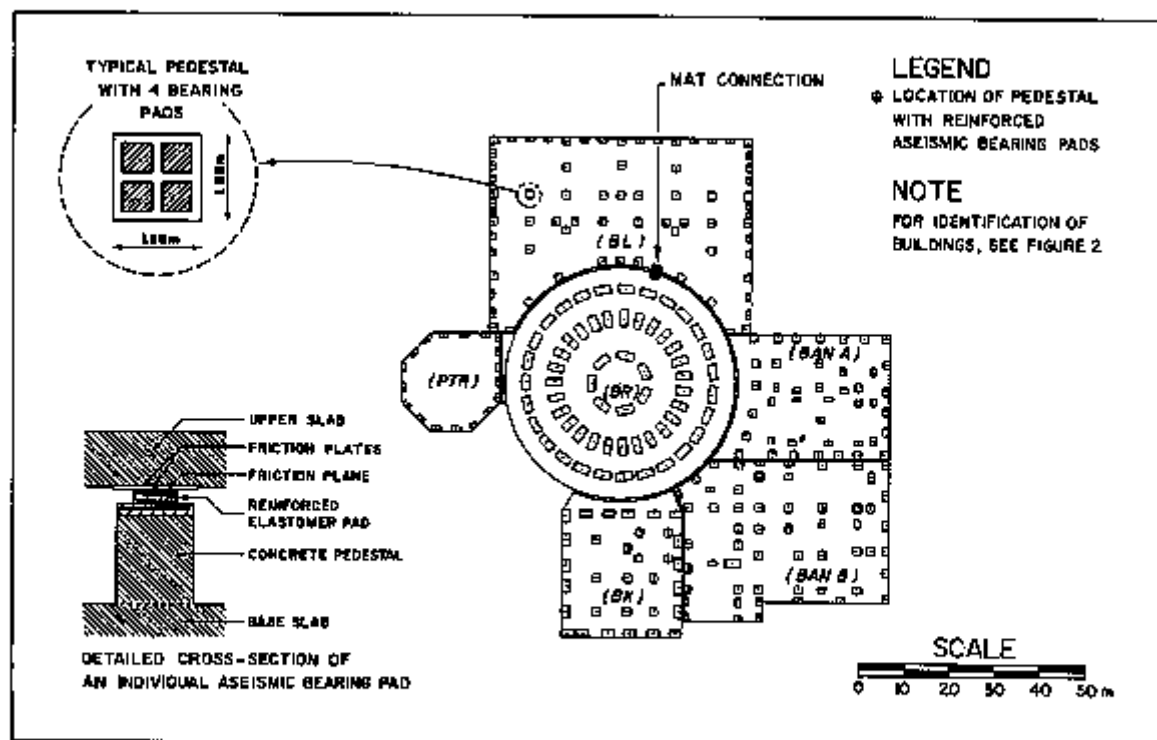 TYPICAL PEDESTAL
WITH 4 BEARING
PADS
MAT CONNECTION
LEGEND
LOCATION OF PEDESTAL
WITH REINFORCED
ASEISMIC BEARING PADS
NOTE
FOR IDENTIFICATION OF
BUILDINGS, SEE FIGURE 2
(BL)
(BAN A)
(PTR)
(BR)
UPPER SLAB
FRICTION PLATES
FRICTION PLANE
REINFORCED
ELASTOMER PAD
CONCRETE PEDESTAL
BASE SLAB
(BK)
(BAN B)
DETAILED CROSS-SECTION OF
AN INDIVIDUAL ASEISMIC BEARING PAD
SCALE
0 10 20 30 40 50 m